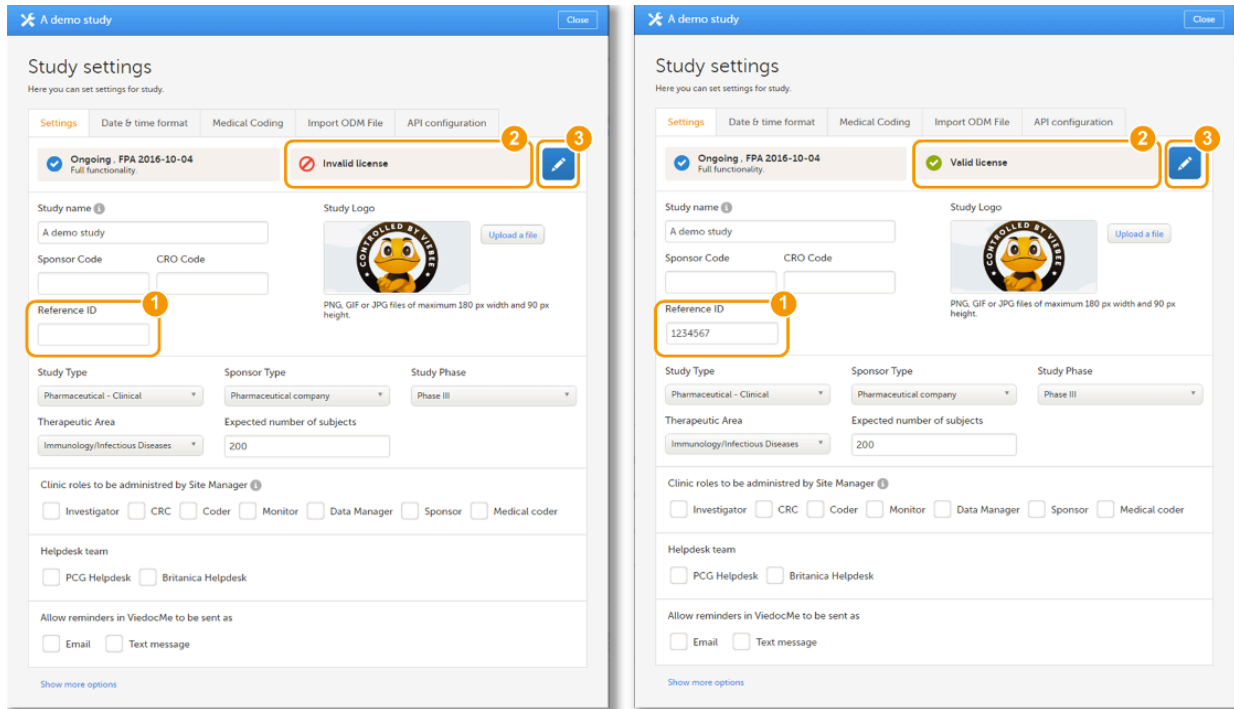 A demo study
Close
Study settings
Here you can set settings for study.
Settings
Date & time format
Medical Coding
Import ODM File
API configuration
2
3
Ongoing , FPA 2016-10-04
Full functionality.
Invalid license
Study name
A demo study
Sponsor Code
CRO Code
Reference ID
1
Study Logo
CONTROLLED BY VIEBEE
Upload a file
PNG, GIF or JPG files of maximum 180 px width and 90 px
height.
Study Type
Sponsor Type
Study Phase
Pharmaceutical - Clinical
Pharmaceutical company
Phase III
Therapeutic Area
Expected number of subjects
Immunology/Infectious Diseases
200
Clinic roles to be administred by Site Manager
Investigator
CRC
Coder
Monitor
Data Manager
Sponsor
Medical coder
Helpdesk team
PCG Helpdesk
Britanica Helpdesk
Allow reminders in ViedocMe to be sent as
Email
Text message
Show more options
A demo study
Close
Study settings
Here you can set settings for study.
Settings
Date & time format
Medical Coding
Import ODM File
API configuration
2
3
Ongoing , FPA 2016-10-04
Full functionality.
Valid license
Study name
A demo study
Sponsor Code
CRO Code
Reference ID
1
1234567
Study Logo
CONTROLLED BY VIEBEE
Upload a file
PNG, GIF or JPG files of maximum 180 px width and 90 px
height.
Study Type
Sponsor Type
Study Phase
Pharmaceutical - Clinical
Pharmaceutical company
Phase III
Therapeutic Area
Expected number of subjects
Immunology/Infectious Diseases
200
Clinic roles to be administred by Site Manager
Investigator
CRC
Coder
Monitor
Data Manager
Sponsor
Medical coder
Helpdesk team
PCG Helpdesk
Britanica Helpdesk
Allow reminders in ViedocMe to be sent as
Email
Text message
Show more options